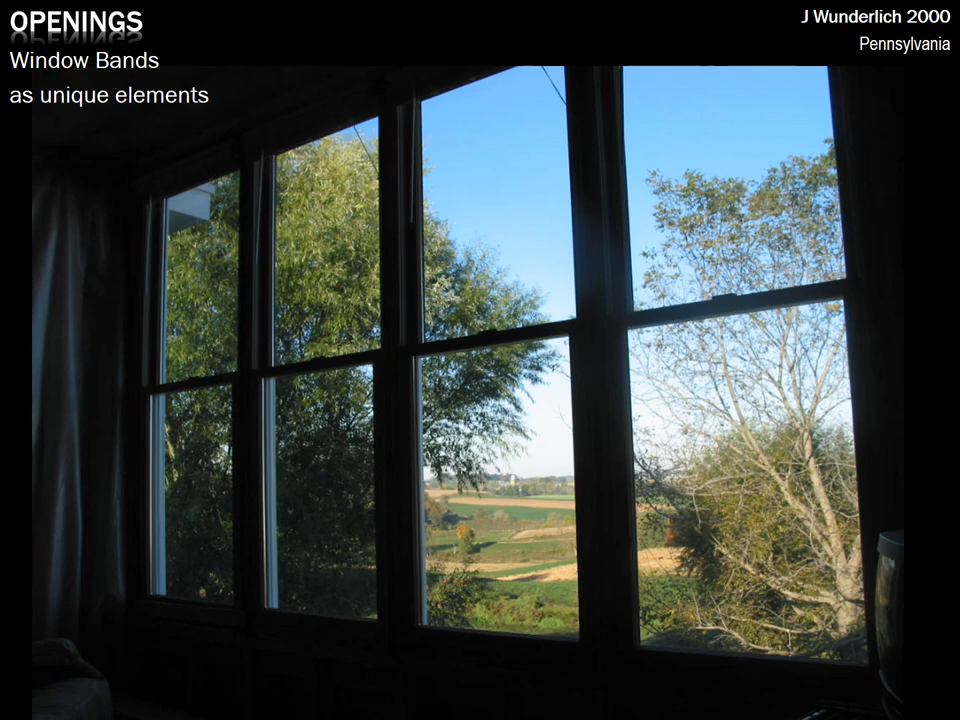 OPENINGS
Window Bands
as unique elements
J Wunderlich 2000
Pennsylvania